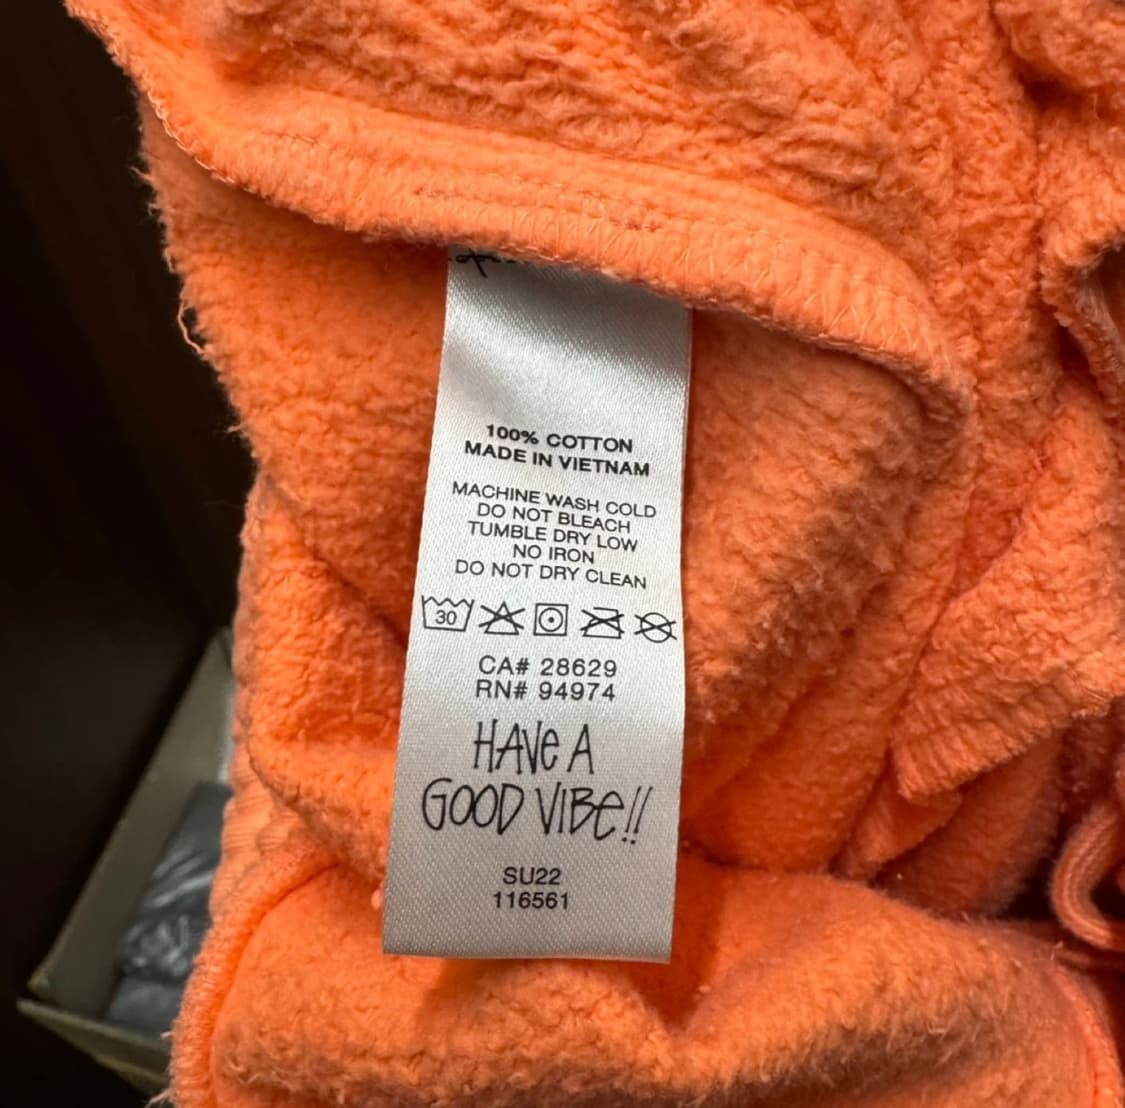 100% COTTON
MADE IN VIETNAM
MACHINE WASH COLD
DO NOT BLEACH
TUMBLE DRY LOW
NO IRON
DO NOT DRY CLEAN
30
CA# 28629
RN# 94974
HAVe A
GOOD VIBe!!
SU22
116561